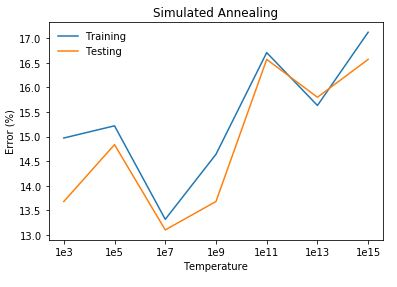 Simulated Annealing
Training
Testing
17.0
16.5
16.0
15.5
15.0
14.5
14.0
13.5
13.0
Error (%)
1e3 1e5 1e7 1e9 1e11 1e13 1e15
Temperature